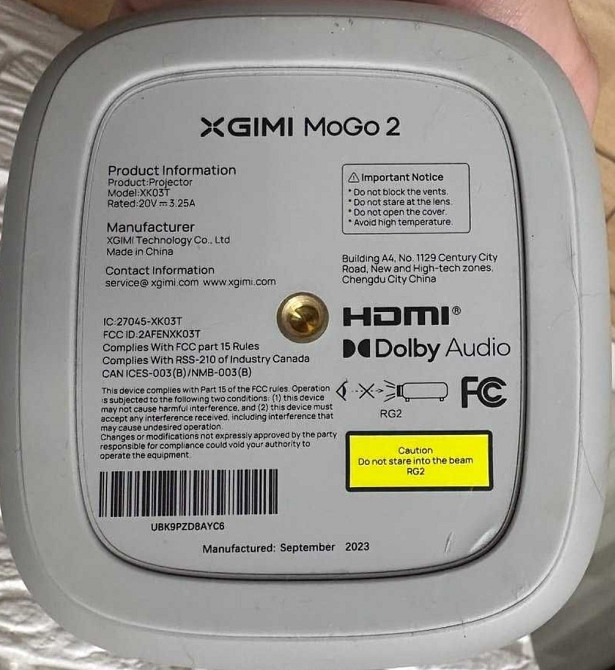 XGIMI MoGo 2
Product Information
Product:Projector
Model:XK03T
Rated:20V⎓3.25A
Manufacturer
XGIMI Technology Co., Ltd
Made in China
Contact Information
service@xgimi.com www.xgimi.com
⚠ Important Notice
* Do not block the vents.
* Do not stare at the lens.
* Do not open the cover.
* Avoid high temperature.
Building A4, No. 1129 Century City
Road, New and High-tech zones,
Chengdu City China
IC:27045-XK03T
FCC ID:2AFENXK03T
Complies With FCC part 15 Rules
Complies With RSS-210 of Industry Canada
CAN ICES-003(B)/NMB-003(B)
This device complies with Part 15 of the FCC rules. Operation
is subjected to the following two conditions: (1) this device
may not cause harmful interference, and (2) this device must
accept any interference received, including interference that
may cause undesired operation.
Changes or modifications not expressly approved by the party
responsible for compliance could void your authority to
operate the equipment.
HDMI®
Dolby Audio
RG2
FC
Caution
Do not stare into the beam
RG2
UBK9PZD8AYC6
Manufactured: September 2023